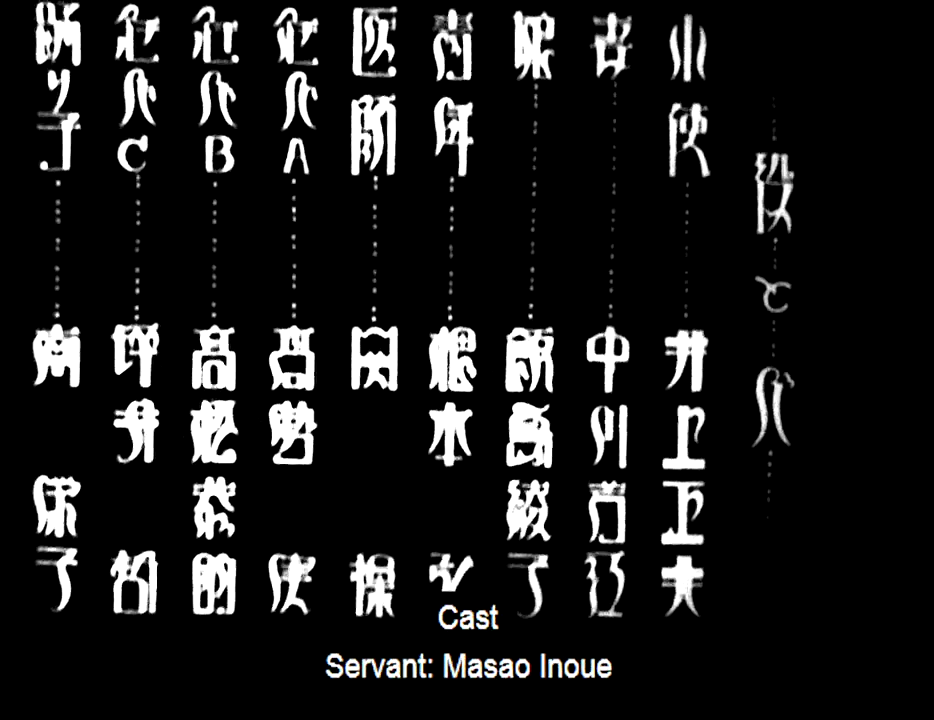 役と人
小使 井上正夫
妻 中川芳江
娘 飯島綾子
青年 根本弘
医師 関操
狂人A 高勢実
狂人B 高松恭助
狂人C 坪井哲
踊り子 南栄子
Cast
Servant: Masao Inoue